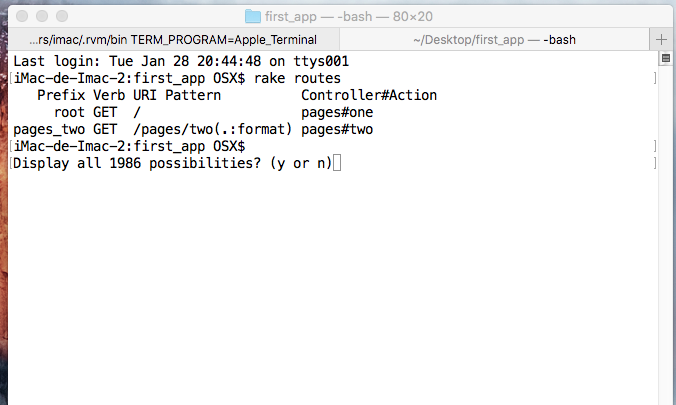 first_app — -bash — 80×20
...rs/imac/.rvm/bin TERM_PROGRAM=Apple_Terminal
~/Desktop/first_app — -bash
Last login: Tue Jan 28 20:44:48 on ttys001
[iMac-de-Imac-2:first_app OSX$ rake routes ]
Prefix Verb URI Pattern Controller#Action
root GET / pages#one
pages_two GET /pages/two(.:format) pages#two
[iMac-de-Imac-2:first_app OSX$ ]
[Display all 1986 possibilities? (y or n) ]